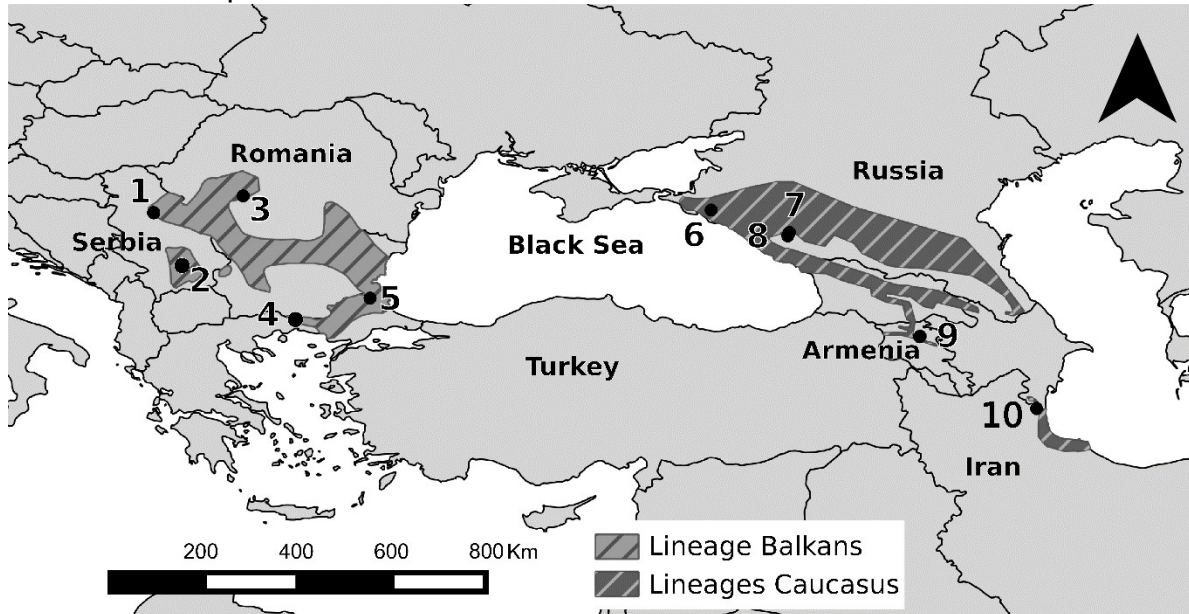 Romania
Russia
1
3
7
6
8
Serbia
Black Sea
2
4
5
9
Armenia
Turkey
10
Iran
200 400 600 800 Km
Lineage Balkans
Lineages Caucasus